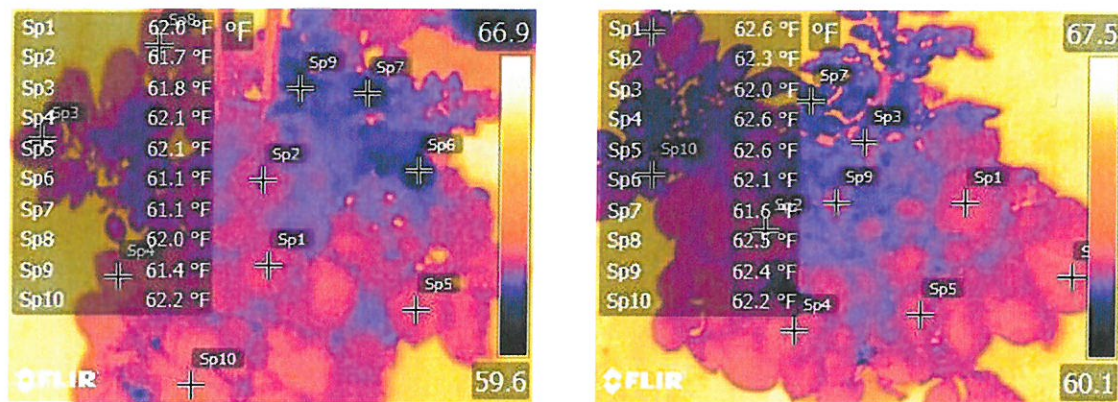 Sp1 62.0 °F °F 66.9
Sp2 61.7 °F
Sp3 61.8 °F
Sp4 62.1 °F
Sp5 62.1 °F
Sp6 61.1 °F
Sp7 61.1 °F
Sp8 62.0 °F
Sp9 61.4 °F
Sp10 62.2 °F
Sp8
Sp9
Sp7
Sp3
Sp6
Sp2
Sp1
Sp4
Sp5
Sp10
FLIR 59.6
Sp1 62.6 °F °F 67.5
Sp2 62.3 °F
Sp3 62.0 °F
Sp4 62.6 °F
Sp5 62.6 °F
Sp6 62.1 °F
Sp7 61.6 °F
Sp8 62.5 °F
Sp9 62.4 °F
Sp10 62.2 °F
Sp7
Sp3
Sp10
Sp9
Sp1
Sp2
Sp5
Sp4
FLIR 60.1